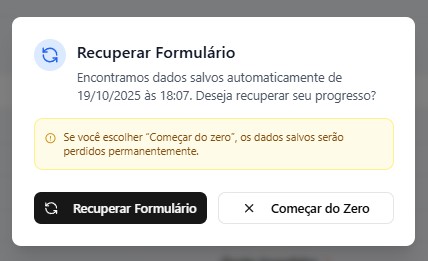 Recuperar Formulário
Encontramos dados salvos automaticamente de
19/10/2025 às 18:07. Deseja recuperar seu progresso?
Se você escolher "Começar do zero", os dados salvos serão
perdidos permanentemente.
Recuperar Formulário
Começar do Zero